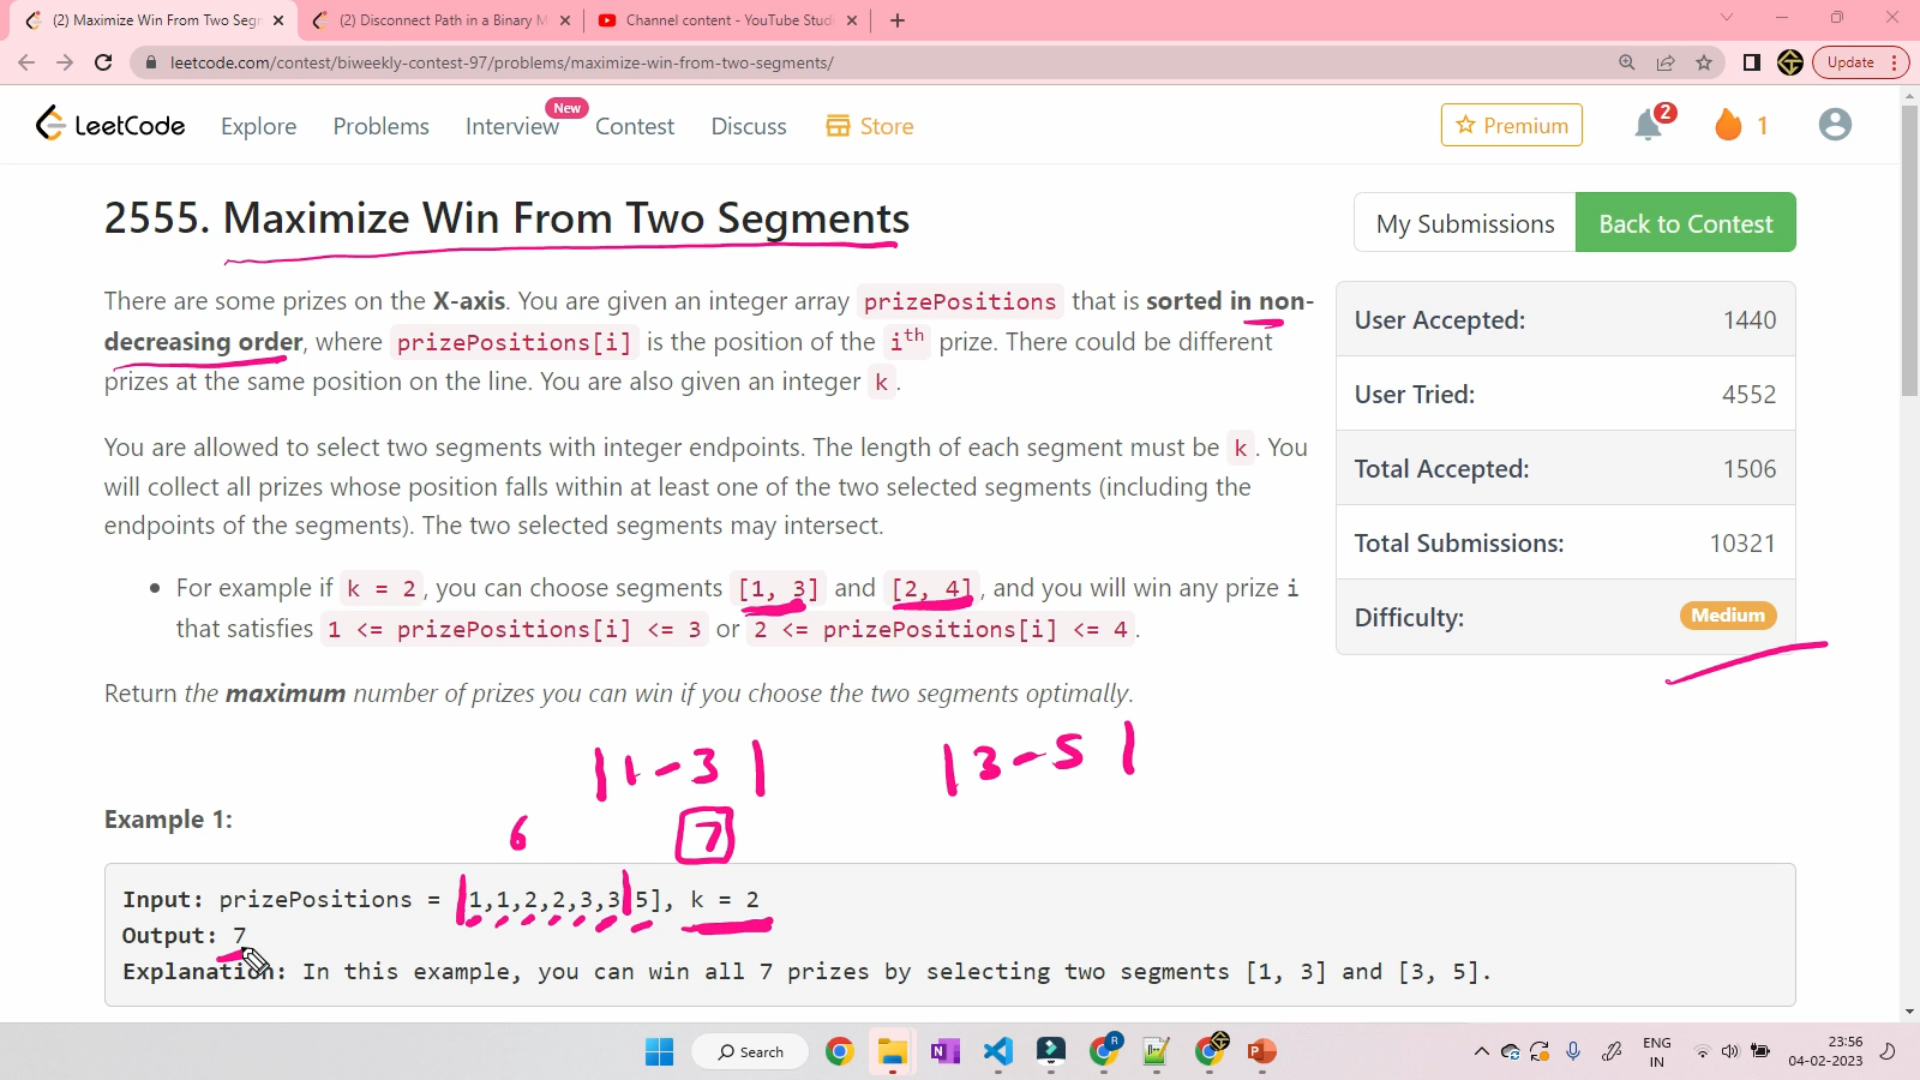 (2) Maximize Win From Two Segm
(2) Disconnect Path in a Binary M
Channel content - YouTube Studi
leetcode.com/contest/biweekly-contest-97/problems/maximize-win-from-two-segments/
Update
LeetCode
Explore
Problems
Interview
New
Contest
Discuss
Store
Premium
2
1
2555. Maximize Win From Two Segments
My Submissions
Back to Contest
There are some prizes on the X-axis. You are given an integer array prizePositions that is sorted in non-
decreasing order, where prizePositions[i] is the position of the ith prize. There could be different
prizes at the same position on the line. You are also given an integer k.
You are allowed to select two segments with integer endpoints. The length of each segment must be k. You
will collect all prizes whose position falls within at least one of the two selected segments (including the
endpoints of the segments). The two selected segments may intersect.
• For example if k = 2, you can choose segments [1, 3] and [2, 4], and you will win any prize i
that satisfies 1 <= prizePositions[i] <= 3 or 2 <= prizePositions[i] <= 4.
Return the maximum number of prizes you can win if you choose the two segments optimally.
User Accepted: 1440
User Tried: 4552
Total Accepted: 1506
Total Submissions: 10321
Difficulty: Medium
|1-3| |3-5|
Example 1:
6 7
Input: prizePositions = [1,1,2,2,3,3,5], k = 2
Output: 7
Explanation: In this example, you can win all 7 prizes by selecting two segments [1, 3] and [3, 5].
Search
ENG
IN
23:56
04-02-2023